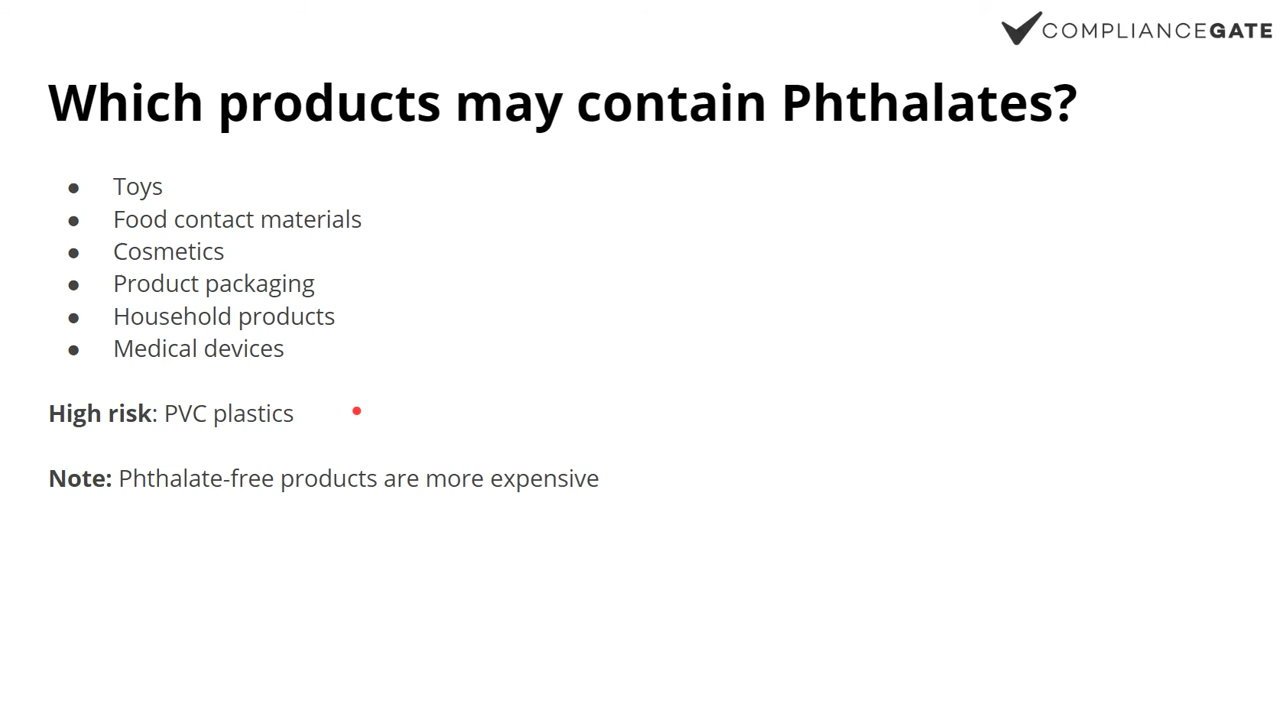 COMPLIANCEGATE
Which products may contain Phthalates?
● Toys
● Food contact materials
● Cosmetics
● Product packaging
● Household products
● Medical devices
High risk: PVC plastics
Note: Phthalate-free products are more expensive